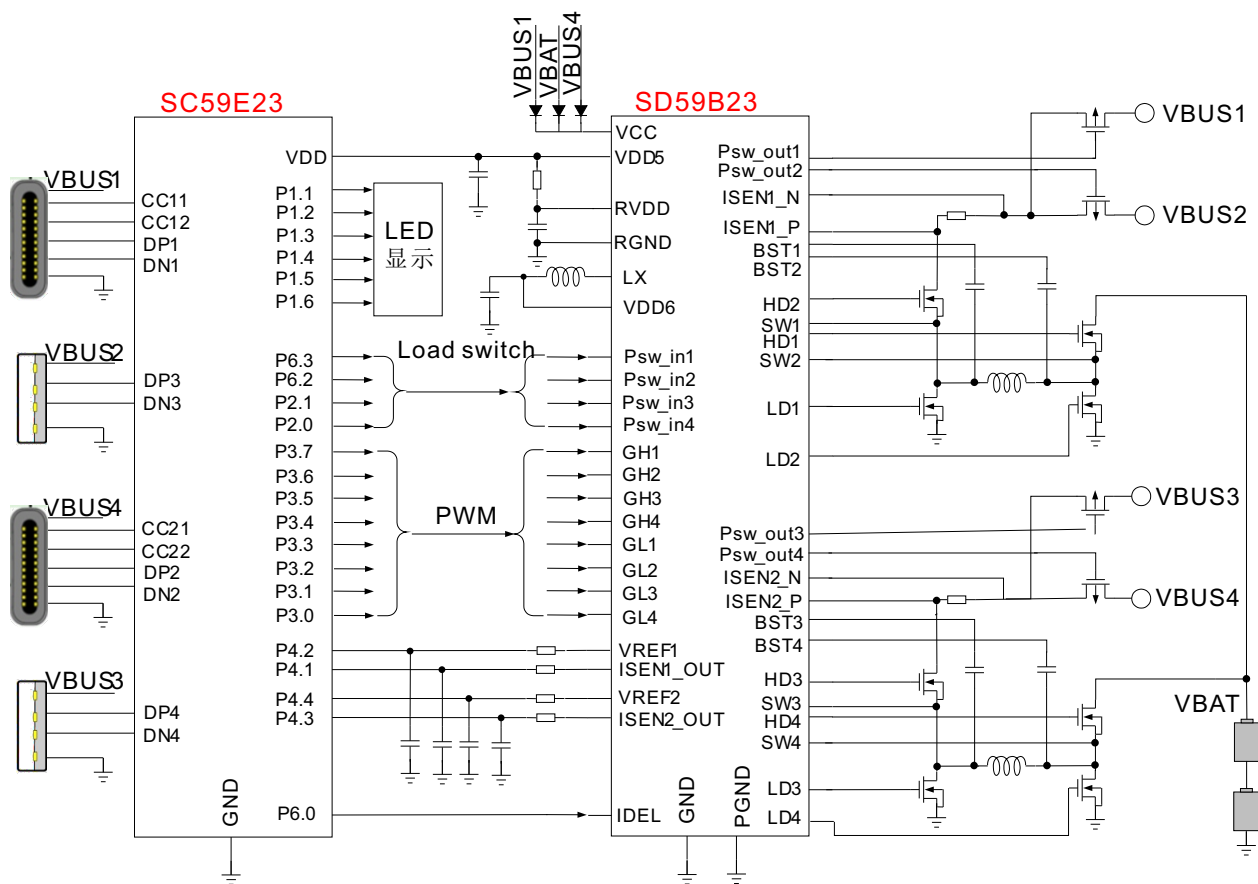 VBUS1
VBAT
VBUS4
SC59E23
SD59B23
VBUS1
CC11
CC12
DP1
DN1
VBUS2
DP3
DN3
VBUS4
CC21
CC22
DP2
DN2
VBUS3
DP4
DN4
VDD
P1.1
P1.2
P1.3
P1.4
P1.5
P1.6
P6.3
P6.2
P2.1
P2.0
P3.7
P3.6
P3.5
P3.4
P3.3
P3.2
P3.1
P3.0
P4.2
P4.1
P4.4
P4.3
P6.0
GND
LED
显示
Load switch
PWM
VCC
VDD5
RVDD
RGND
LX
VDD6
Psw_in1
Psw_in2
Psw_in3
Psw_in4
GH1
GH2
GH3
GH4
GL1
GL2
GL3
GL4
VREF1
ISEN1_OUT
VREF2
ISEN2_OUT
IDEL
GND
PGND
Psw_out1
Psw_out2
ISEN1_N
ISEN1_P
BST1
BST2
HD2
SW1
HD1
SW2
LD1
LD2
Psw_out3
Psw_out4
ISEN2_N
ISEN2_P
BST3
BST4
HD3
SW3
HD4
SW4
LD3
LD4
VBUS1
VBUS2
VBUS3
VBUS4
VBAT